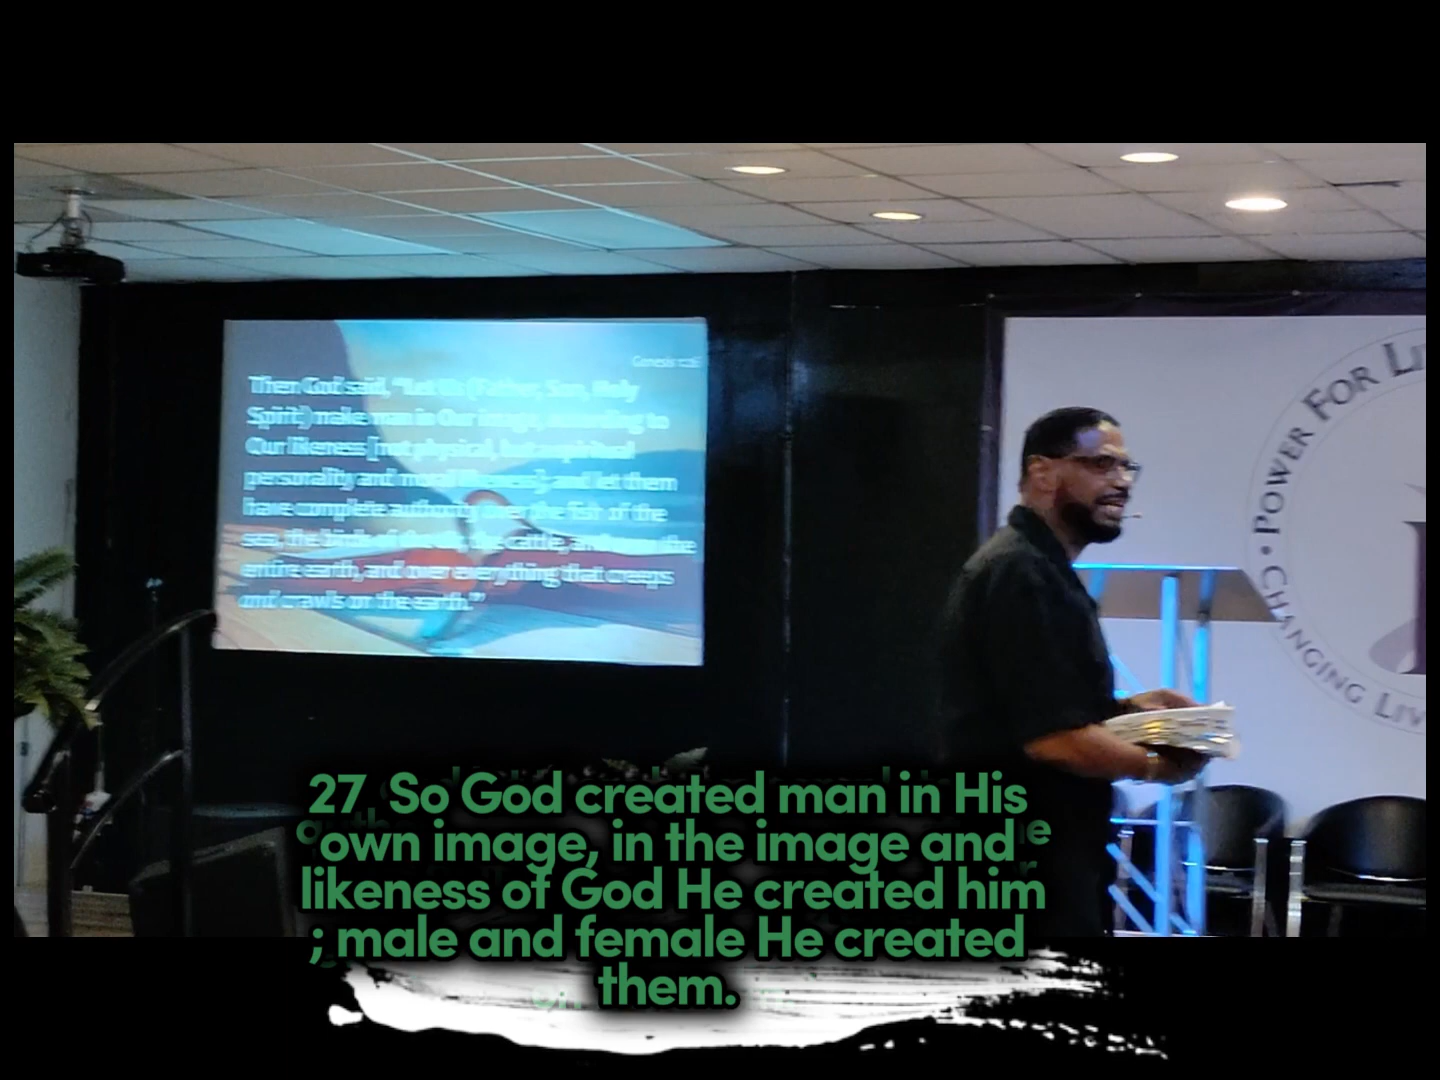 Genesis 1:26
Then God said, "Let Us (Father, Son, Holy
Spirit) make man in Our image, according to
Our likeness [not physical, but a spiritual
personality and moral likeness]; and let them
have complete authority over the fish of the
sea, the birds of the air, the cattle, and over the
entire earth, and over everything that creeps
and crawls on the earth."
POWER FOR
CHANGING
27 So God created man in His
own image, in the image and
likeness of God He created him
; male and female He created
them.